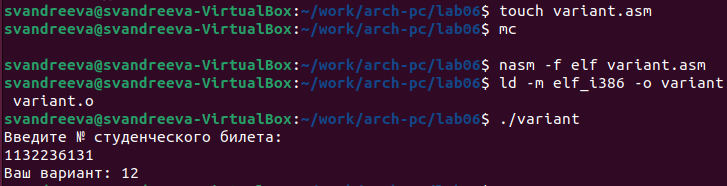 svandreeva@svandreeva-VirtualBox:~/work/arch-pc/lab06$ touch variant.asm
svandreeva@svandreeva-VirtualBox:~/work/arch-pc/lab06$ mc
svandreeva@svandreeva-VirtualBox:~/work/arch-pc/lab06$ nasm -f elf variant.asm
svandreeva@svandreeva-VirtualBox:~/work/arch-pc/lab06$ ld -m elf_i386 -o variant
variant.o
svandreeva@svandreeva-VirtualBox:~/work/arch-pc/lab06$ ./variant
Введите № студенческого билета:
1132236131
Ваш вариант: 12